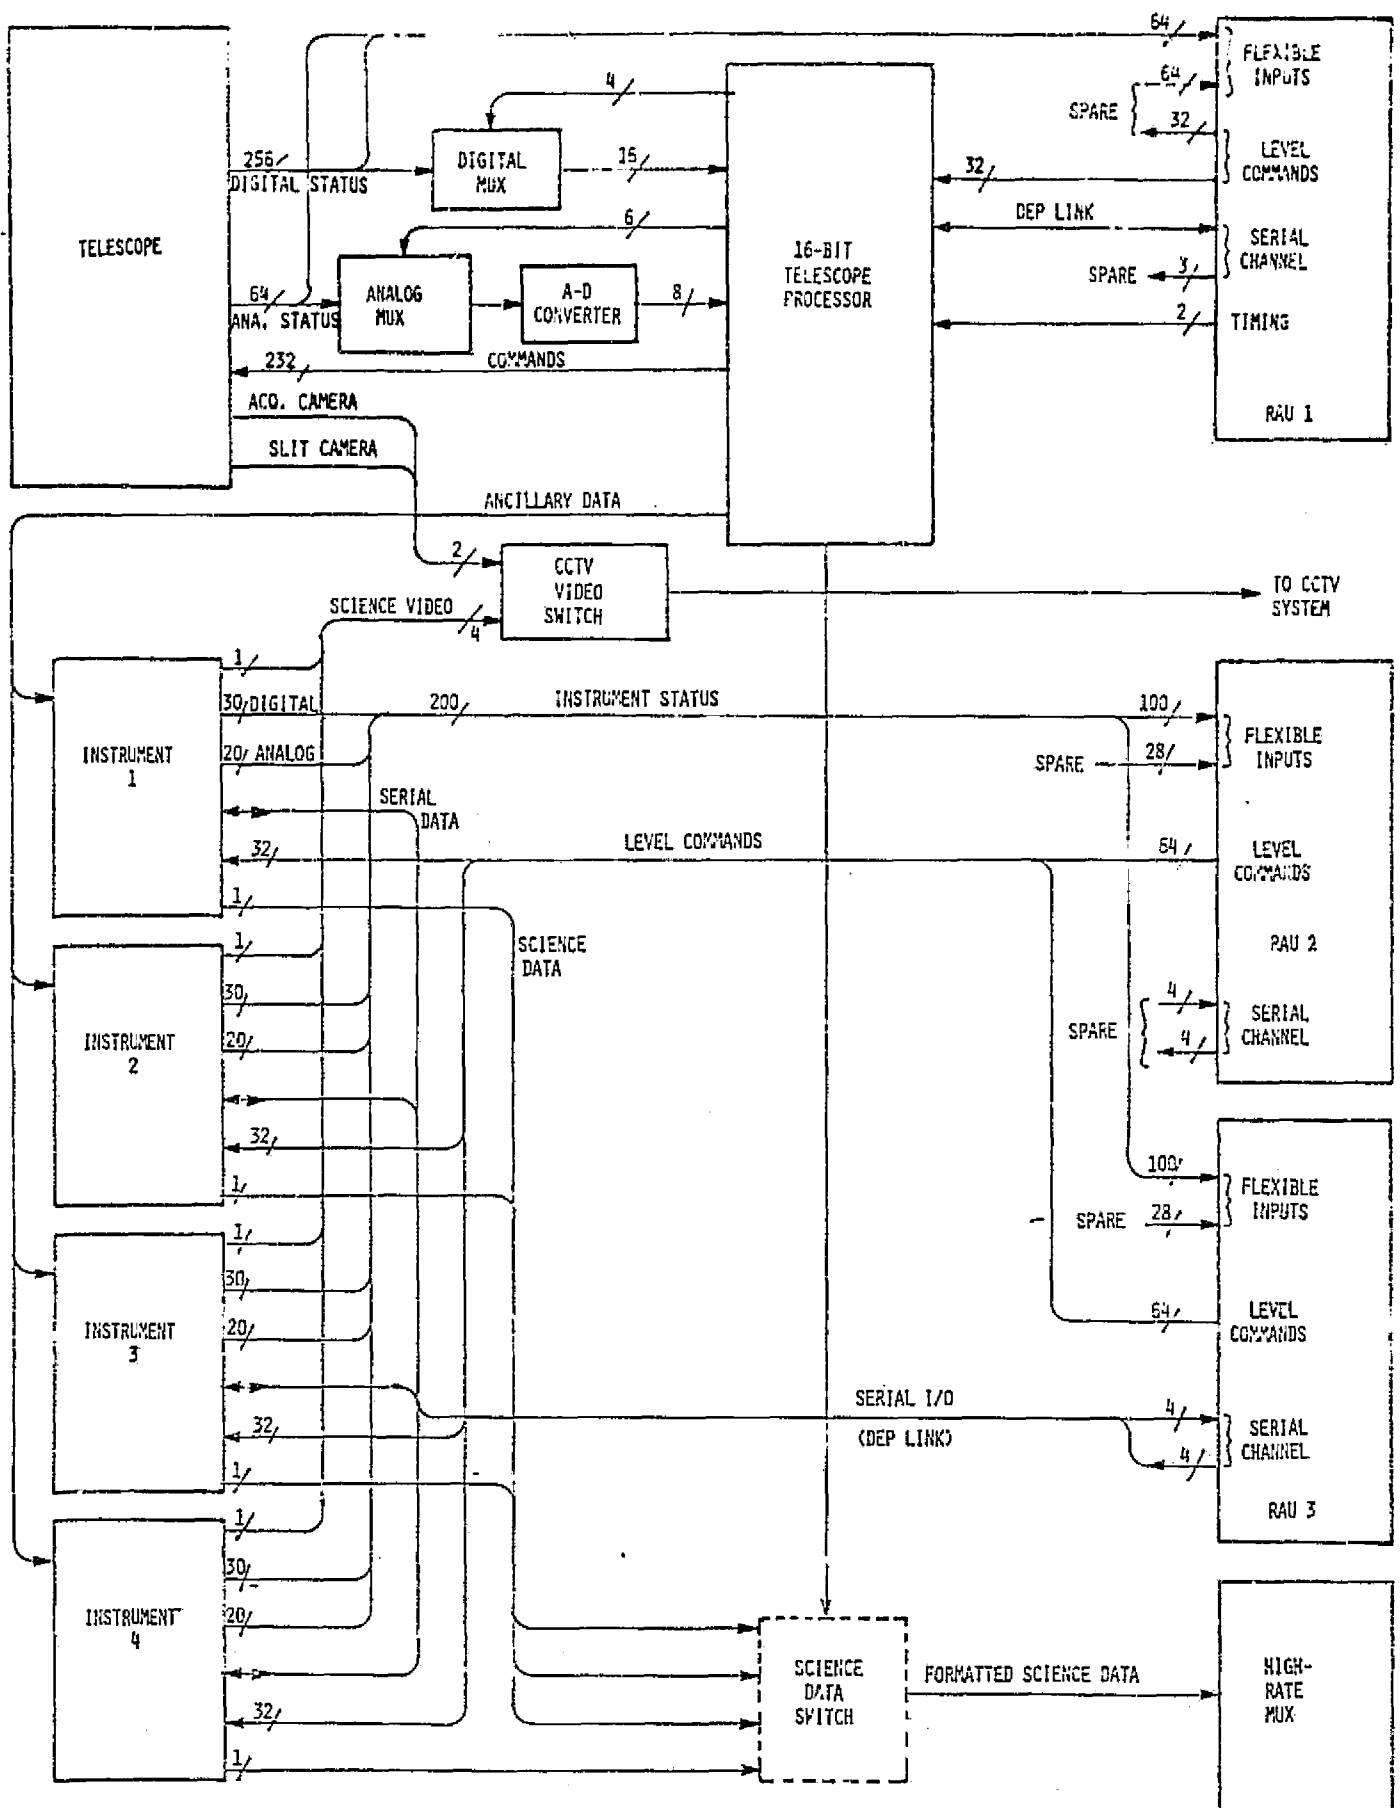 64/
FLEXIBLE
INPUTS
4/
64/
SPARE
32/
256/
DIGITAL STATUS
DIGITAL
MUX
LEVEL
COMMANDS
32/
DEP LINK
6/
TELESCOPE
16-BIT
TELESCOPE
PROCESSOR
SERIAL
CHANNEL
SPARE
3/
64/
ANA. STATUS
ANALOG
MUX
A-D
CONVERTER
8/
2/
TIMING
232/
COMMANDS
ACQ. CAMERA
RAU 1
SLIT CAMERA
ANCILLARY DATA
2/
CCTV
VIDEO
SWITCH
TO CCTV
SYSTEM
SCIENCE VIDEO
4
1/
30/DIGITAL
200/
INSTRUMENT STATUS
100/
FLEXIBLE
INPUTS
INSTRUMENT
1
20/ ANALOG
SPARE
28/
SERIAL
DATA
32/
LEVEL COMMANDS
64/
LEVEL
COMMANDS
1/
SCIENCE
DATA
RAU 2
1/
30/
4/
SERIAL
CHANNEL
SPARE
4/
INSTRUMENT
2
20/
32/
1/
100/
FLEXIBLE
INPUTS
SPARE
28/
1/
30/
INSTRUMENT
3
20/
64/
LEVEL
COMMANDS
32/
SERIAL I/O
(DEP LINK)
4/
SERIAL
CHANNEL
4/
1/
RAU 3
1/
30/
INSTRUMENT
4
20/
32/
1/
SCIENCE
DATA
SWITCH
FORMATTED SCIENCE DATA
HIGH-
RATE
MUX